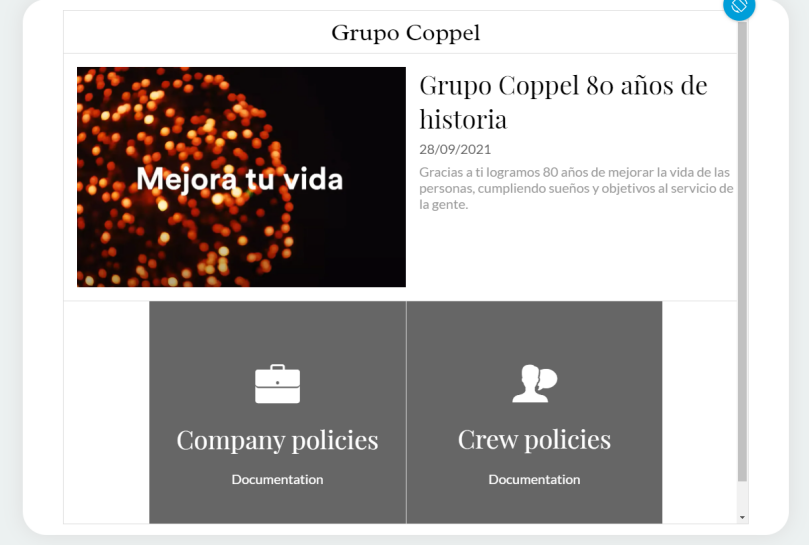 Grupo Coppel
Mejora tu vida
Grupo Coppel 80 años de
historia
28/09/2021
Gracias a ti logramos 80 años de mejorar la vida de las
personas, cumpliendo sueños y objetivos al servicio de
la gente.
Company policies
Documentation
Crew policies
Documentation